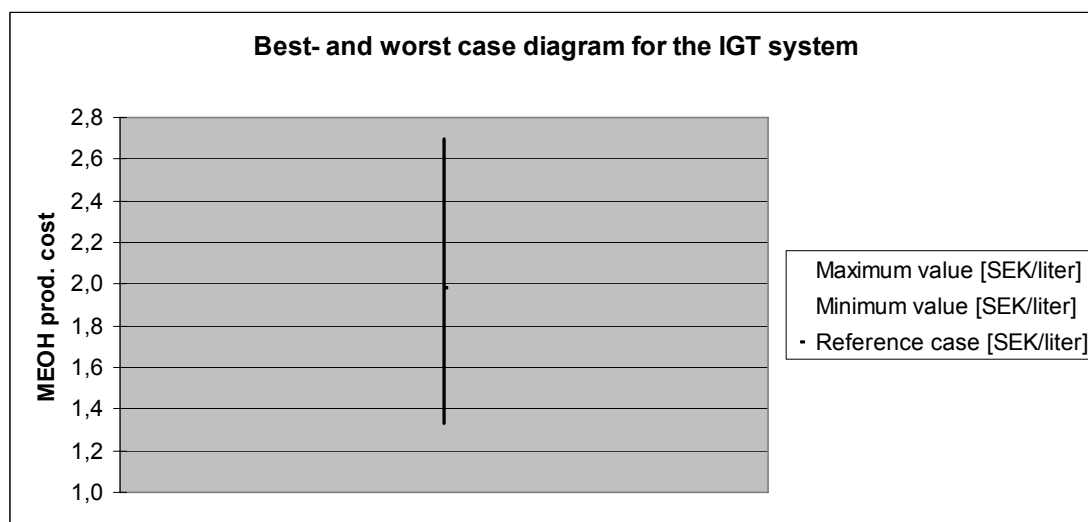 Best- and worst case diagram for the IGT system
MEOH prod. cost
2,8
2,6
2,4
2,2
2,0
1,8
1,6
1,4
1,2
1,0
Maximum value [SEK/liter]
Minimum value [SEK/liter]
Reference case [SEK/liter]